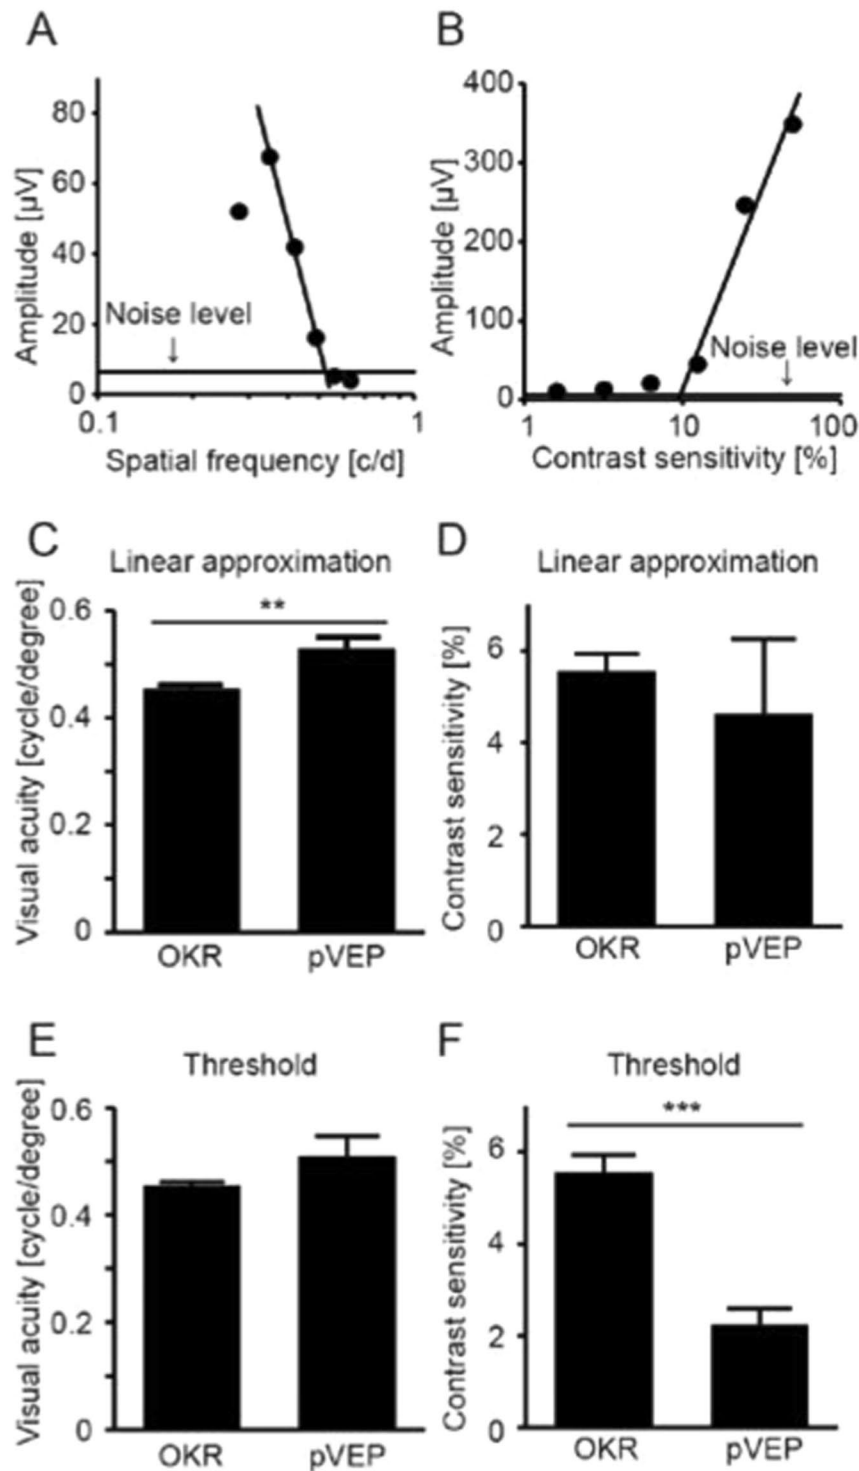 A
Amplitude [µV]
80
60
40
20
0
Noise level
↓
0.1
1
Spatial frequency [c/d]
B
Amplitude [µV]
400
300
200
100
0
Noise level
↓
1
10
100
Contrast sensitivity [%]
C
Linear approximation
Visual acuity [cycle/degree]
0.6
0.4
0.2
0
**
OKR
pVEP
D
Linear approximation
Contrast sensitivity [%]
6
4
2
0
OKR
pVEP
E
Threshold
Visual acuity [cycle/degree]
0.6
0.4
0.2
0
OKR
pVEP
F
Threshold
Contrast sensitivity [%]
6
4
2
0
***
OKR
pVEP